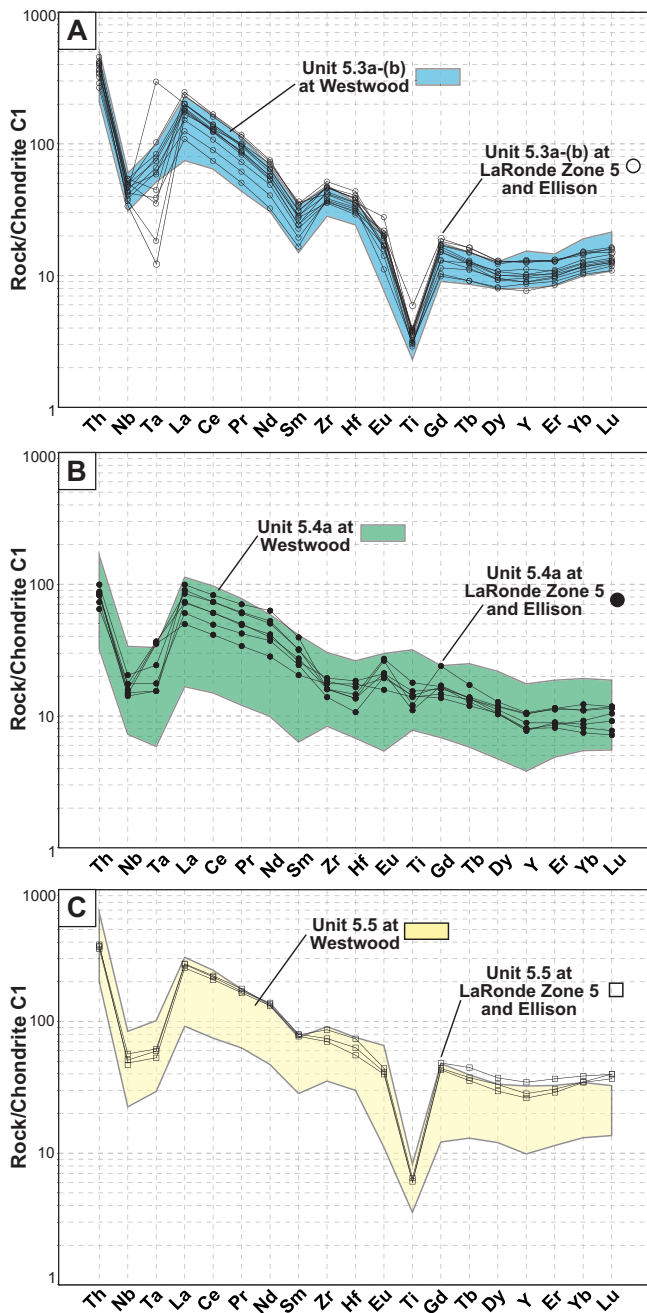 A
1000
100
10
1
Rock/Chondrite C1
Unit 5.3a-(b)
at Westwood
Unit 5.3a-(b) at
LaRonde Zone 5
and Ellison
Th Nb Ta La Ce Pr Nd Sm Zr Hf Eu Ti Gd Tb Dy Y Er Yb Lu
B
1000
100
10
1
Rock/Chondrite C1
Unit 5.4a at
Westwood
Unit 5.4a at
LaRonde Zone 5
and Ellison
Th Nb Ta La Ce Pr Nd Sm Zr Hf Eu Ti Gd Tb Dy Y Er Yb Lu
C
1000
100
10
1
Rock/Chondrite C1
Unit 5.5 at
Westwood
Unit 5.5 at
LaRonde Zone 5
and Ellison
Th Nb Ta La Ce Pr Nd Sm Zr Hf Eu Ti Gd Tb Dy Y Er Yb Lu